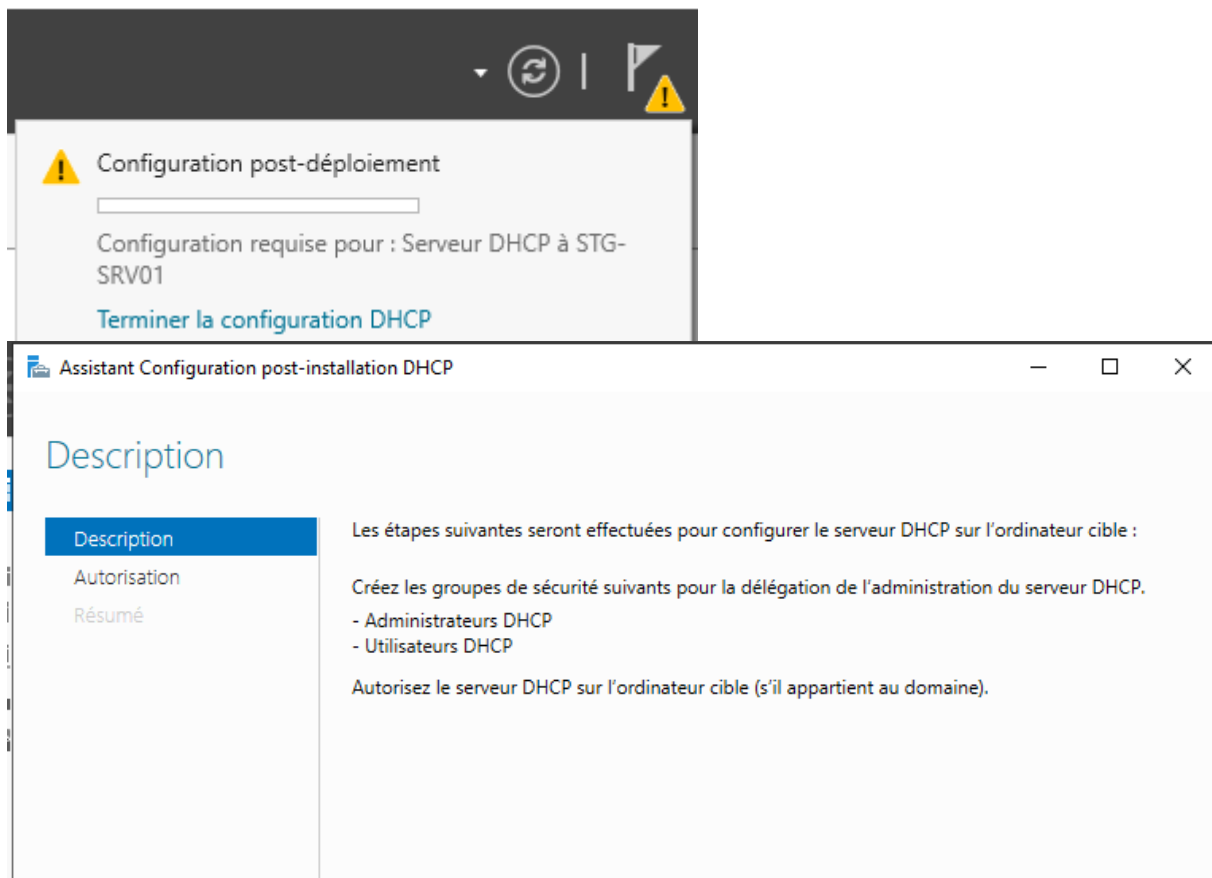 Configuration post-déploiement
Configuration requise pour : Serveur DHCP à STG-
SRV01
Terminer la configuration DHCP
Assistant Configuration post-installation DHCP
Description
Description
Les étapes suivantes seront effectuées pour configurer le serveur DHCP sur l’ordinateur cible :
Autorisation
Créez les groupes de sécurité suivants pour la délégation de l’administration du serveur DHCP.
Résumé
- Administrateurs DHCP
- Utilisateurs DHCP
Autorisez le serveur DHCP sur l’ordinateur cible (s’il appartient au domaine).